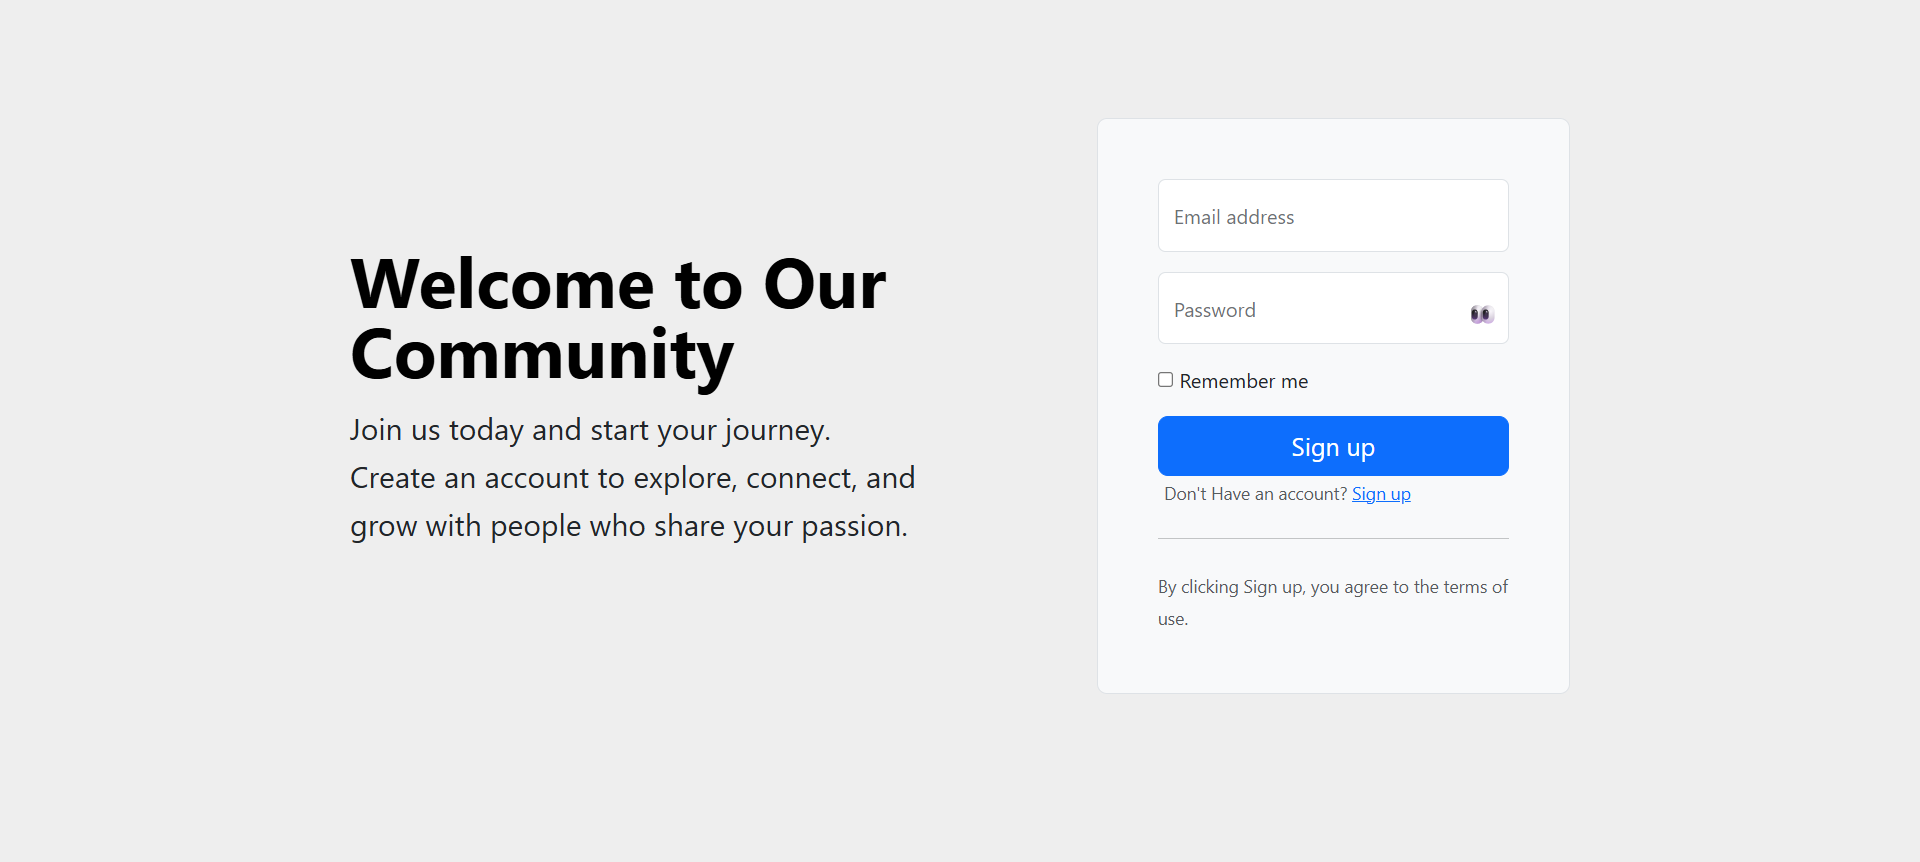 Welcome to Our
Community
Join us today and start your journey.
Create an account to explore, connect, and
grow with people who share your passion.
Email address
Password
Remember me
Sign up
Don't Have an account? Sign up
By clicking Sign up, you agree to the terms of
use.